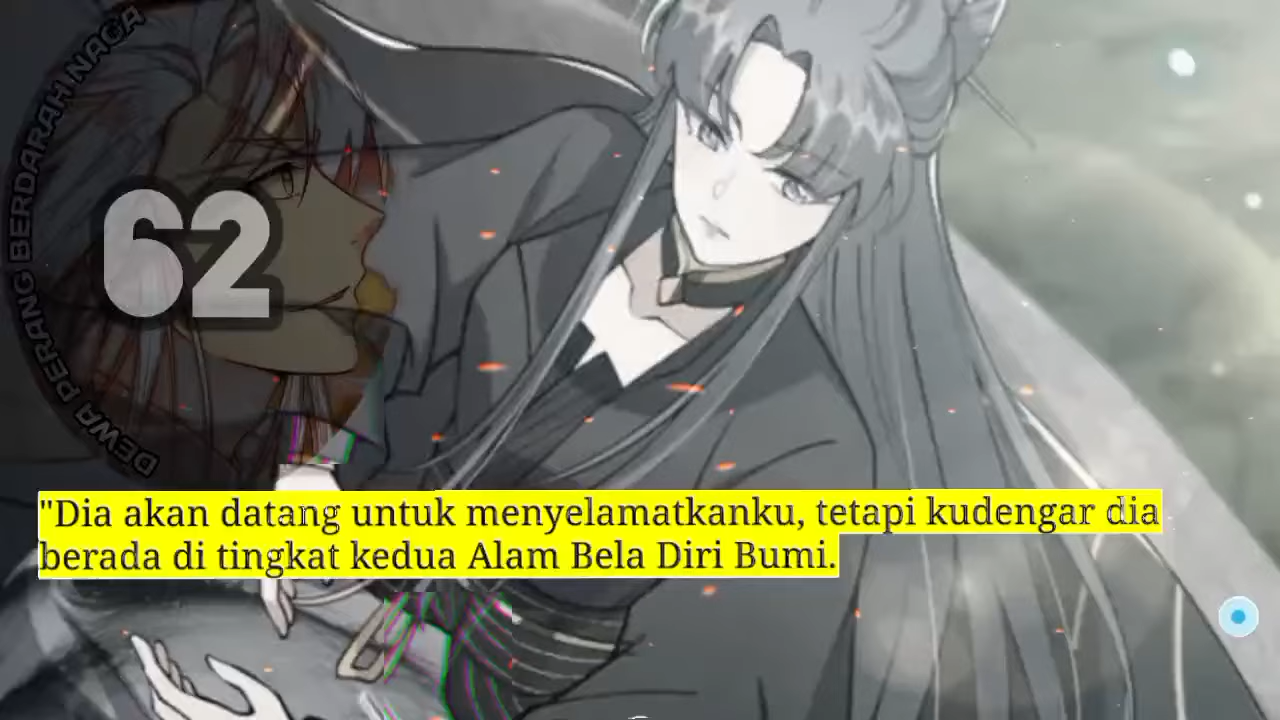 DEWA PERANG BERDARAH NAGA
62
"Dia akan datang untuk menyelamatkanku, tetapi kudengar dia
berada di tingkat kedua Alam Bela Diri Bumi.